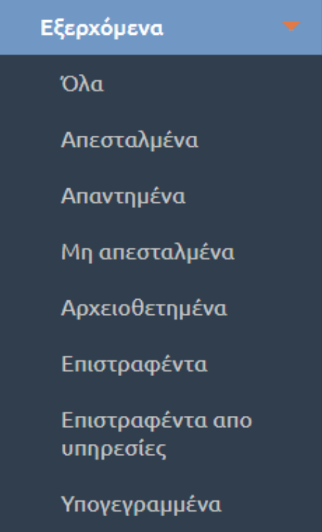 Εξερχόμενα
Όλα
Απεσταλμένα
Απαντημένα
Μη απεσταλμένα
Αρχειοθετημένα
Επιστραφέντα
Επιστραφέντα απο
υπηρεσίες
Υπογεγραμμένα